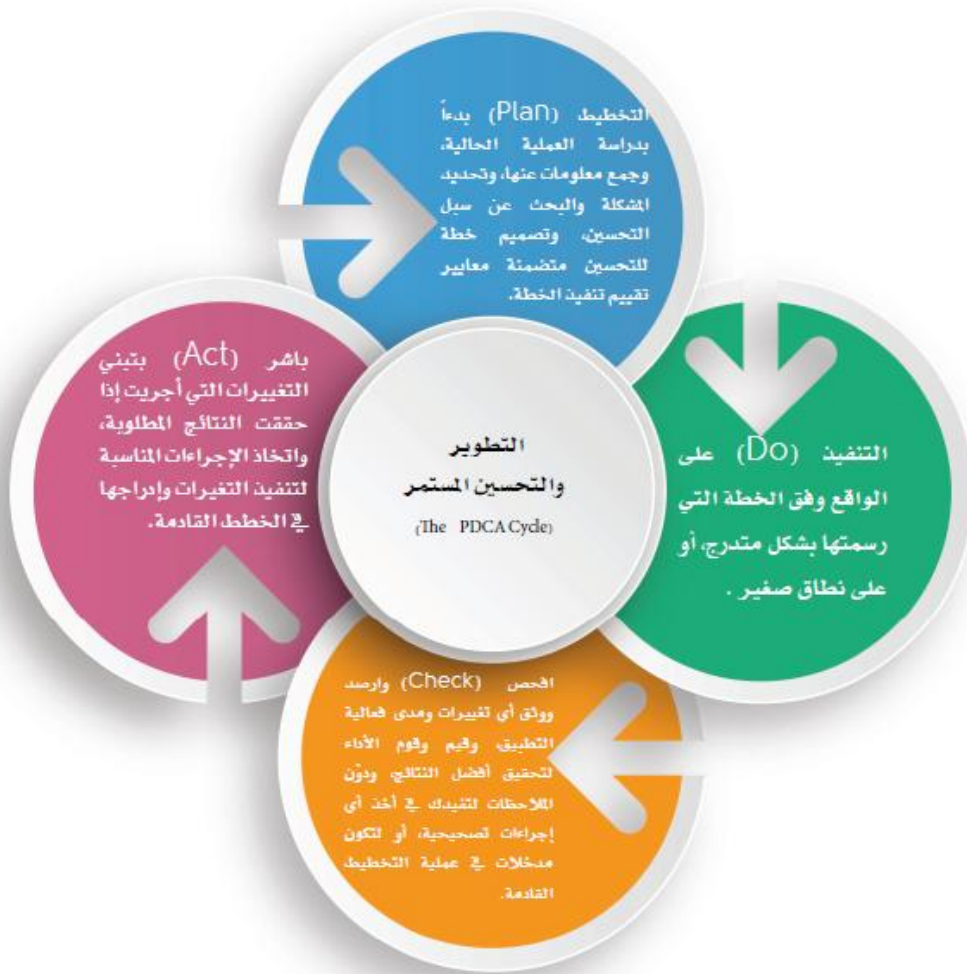 التخطيط (Plan) بدءاً
بدراسة العملية الحالية،
وجمع معلومات عنها، وتحديد
المشكلة والبحث عن سبل
التحسين، وتصميم خطة
للتحسين متضمنة معايير
تقييم تنفيذ الخطة.
التنفيذ (Do) على
الواقع وفق الخطة التي
رسمتها بشكل متدرج، أو
على نطاق صغير .
افحص (Check) وارصد
ووثق أي تغييرات ومدى فعالية
التطبيق، وقيم وقوم الأداء
لتحقيق أفضل النتائج، ودوّن
الملاحظات لتفيدك في أخذ أي
إجراءات تصحيحية، أو لتكون
مدخلات في عملية التخطيط
القادمة.
باشر (Act) بتبني
التغييرات التي أجريت إذا
حققت النتائج المطلوبة،
واتخاذ الإجراءات المناسبة
لتنفيذ التغيرات وإدراجها
في الخطط القادمة.
التطوير
والتحسين المستمر
(The PDCA Cycle)